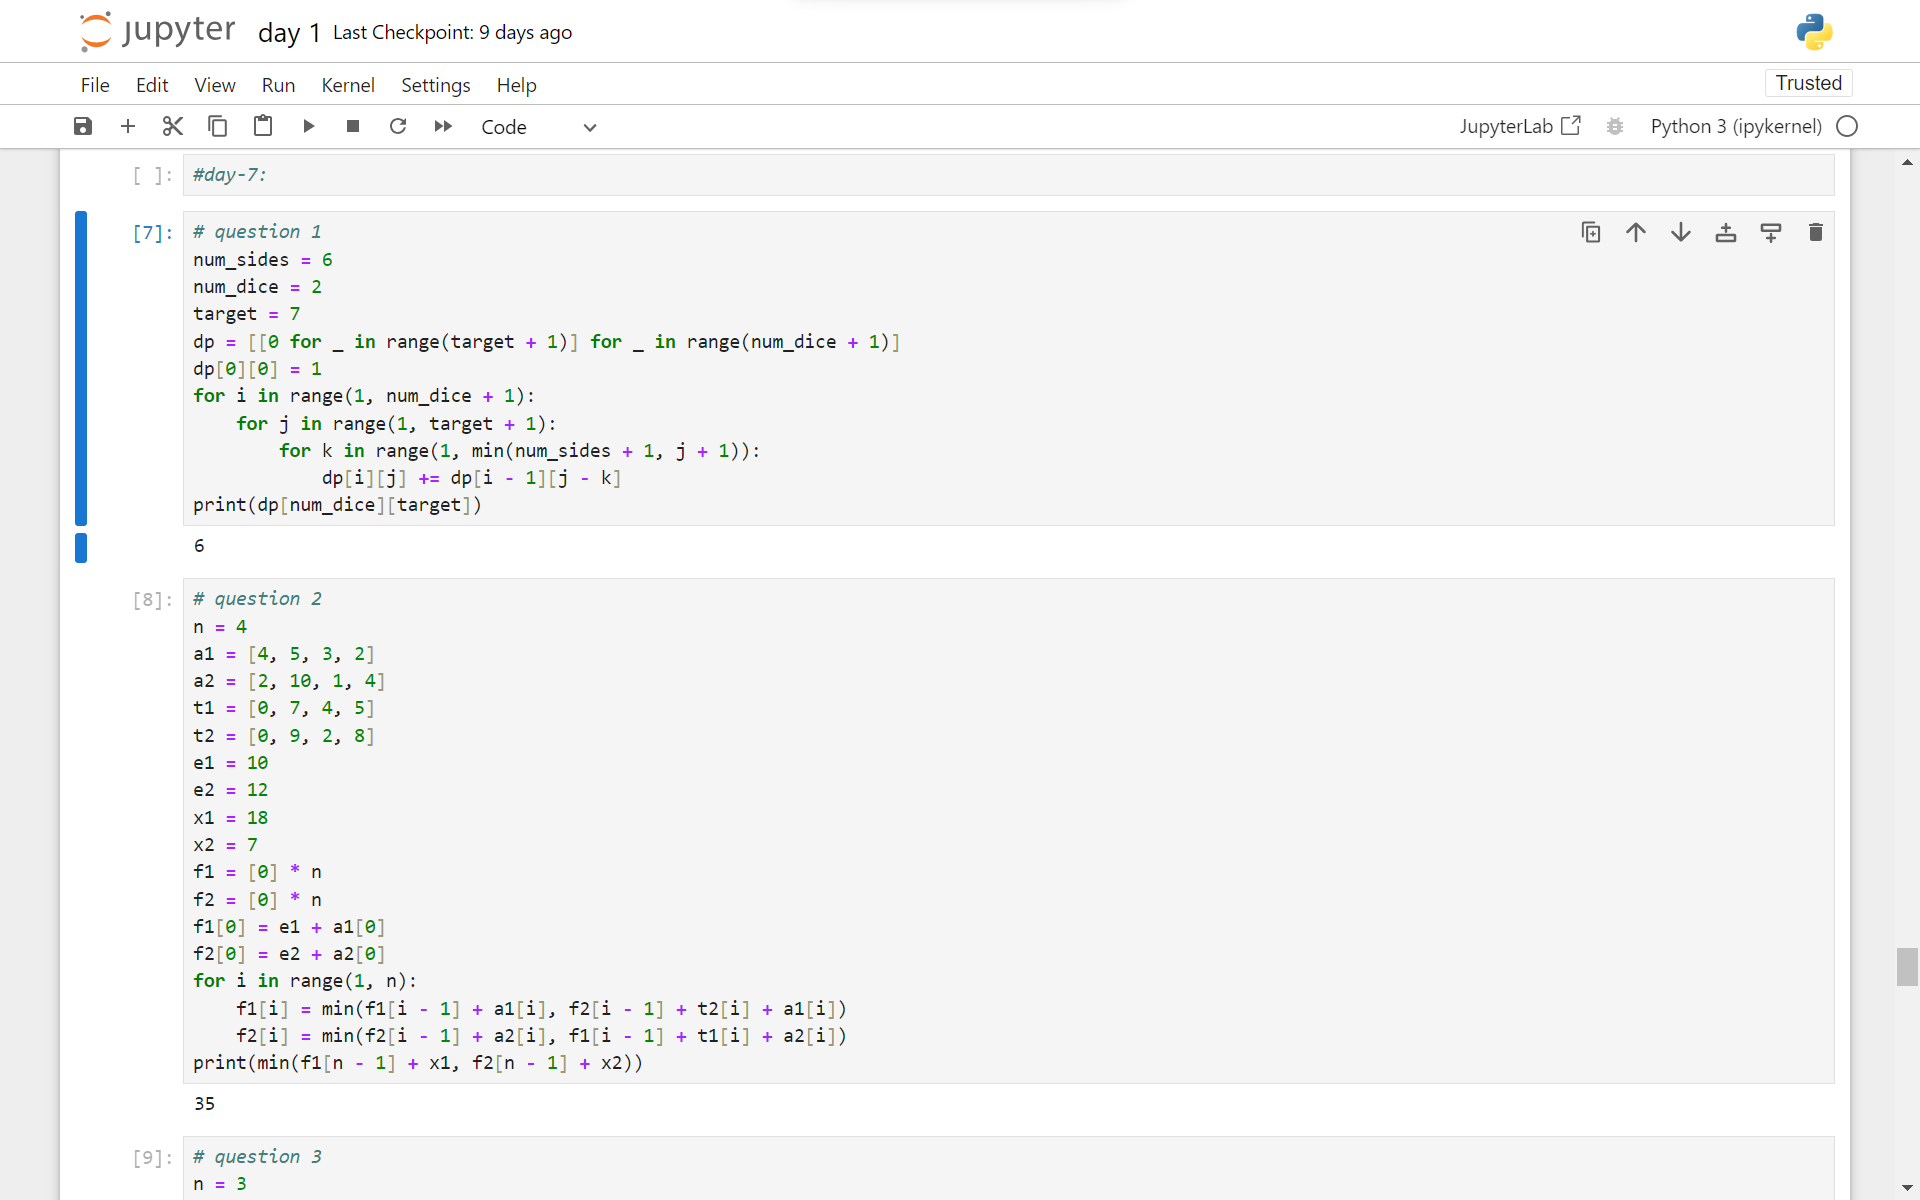 jupyter day 1 Last Checkpoint: 9 days ago
File Edit View Run Kernel Settings Help Trusted
Code JupyterLab Python 3 (ipykernel)
[ ]: #day-7:
[7]: # question 1
num_sides = 6
num_dice = 2
target = 7
dp = [[0 for _ in range(target + 1)] for _ in range(num_dice + 1)]
dp[0][0] = 1
for i in range(1, num_dice + 1):
    for j in range(1, target + 1):
        for k in range(1, min(num_sides + 1, j + 1)):
            dp[i][j] += dp[i - 1][j - k]
print(dp[num_dice][target])
6
[8]: # question 2
n = 4
a1 = [4, 5, 3, 2]
a2 = [2, 10, 1, 4]
t1 = [0, 7, 4, 5]
t2 = [0, 9, 2, 8]
e1 = 10
e2 = 12
x1 = 18
x2 = 7
f1 = [0] * n
f2 = [0] * n
f1[0] = e1 + a1[0]
f2[0] = e2 + a2[0]
for i in range(1, n):
    f1[i] = min(f1[i - 1] + a1[i], f2[i - 1] + t2[i] + a1[i])
    f2[i] = min(f2[i - 1] + a2[i], f1[i - 1] + t1[i] + a2[i])
print(min(f1[n - 1] + x1, f2[n - 1] + x2))
35
[9]: # question 3
n = 3